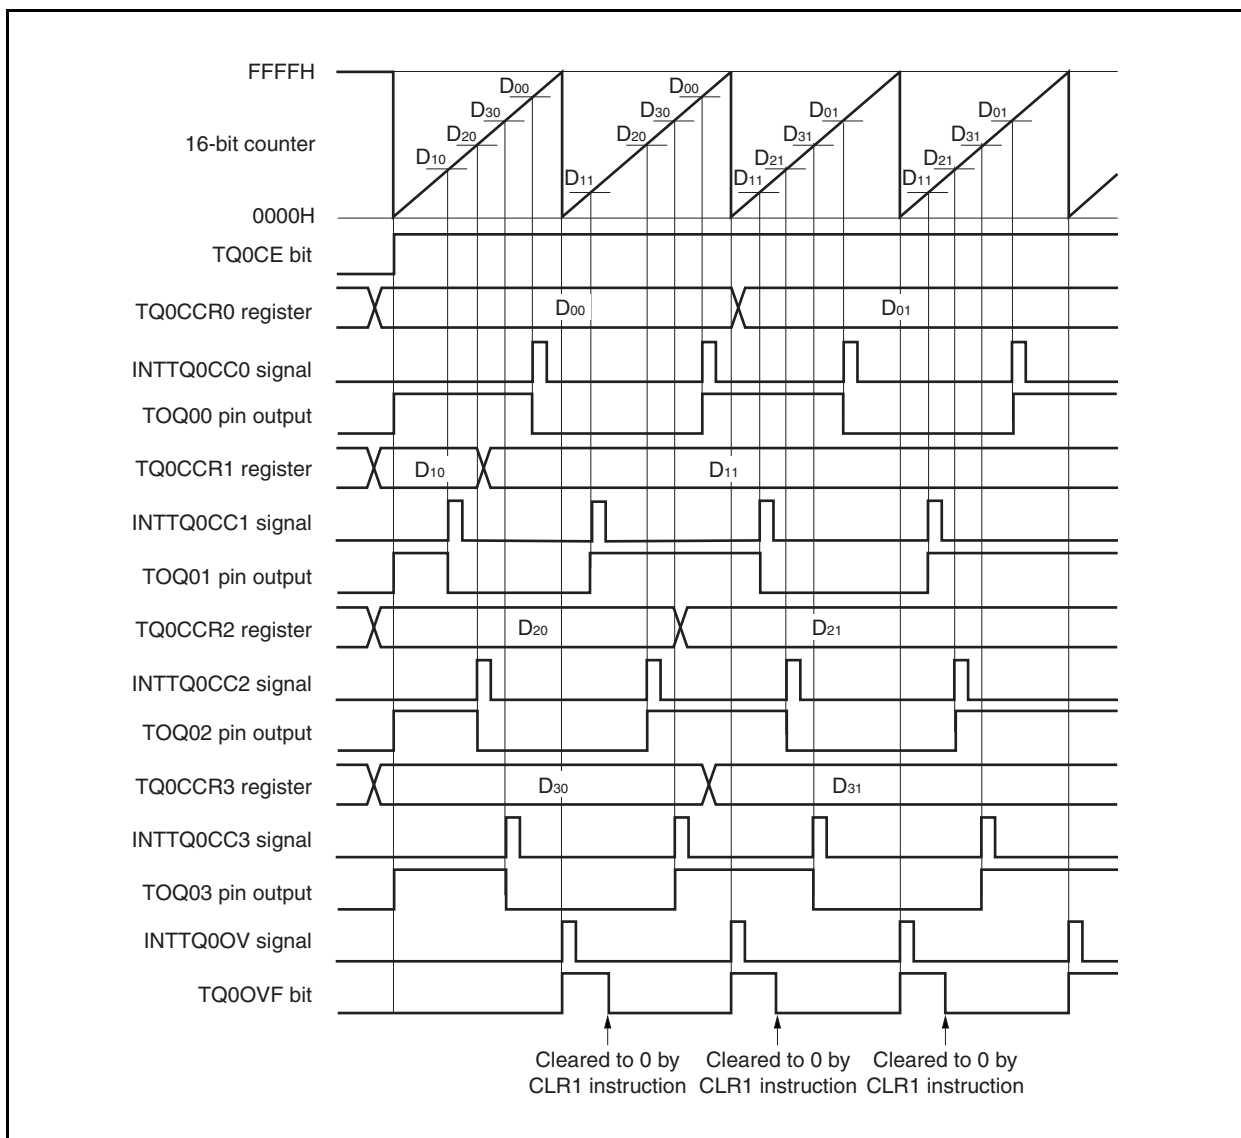 FFFFH
D00
D00
D30
D30
D01
D01
16-bit counter
D20
D20
D31
D31
D10
D21
D21
D11
D11
D11
0000H
TQ0CE bit
TQ0CCR0 register
D00
D01
INTTQ0CC0 signal
TOQ00 pin output
TQ0CCR1 register
D10
D11
INTTQ0CC1 signal
TOQ01 pin output
TQ0CCR2 register
D20
D21
INTTQ0CC2 signal
TOQ02 pin output
TQ0CCR3 register
D30
D31
INTTQ0CC3 signal
TOQ03 pin output
INTTQ0OV signal
TQ0OVF bit
Cleared to 0 by
CLR1 instruction
Cleared to 0 by
CLR1 instruction
Cleared to 0 by
CLR1 instruction